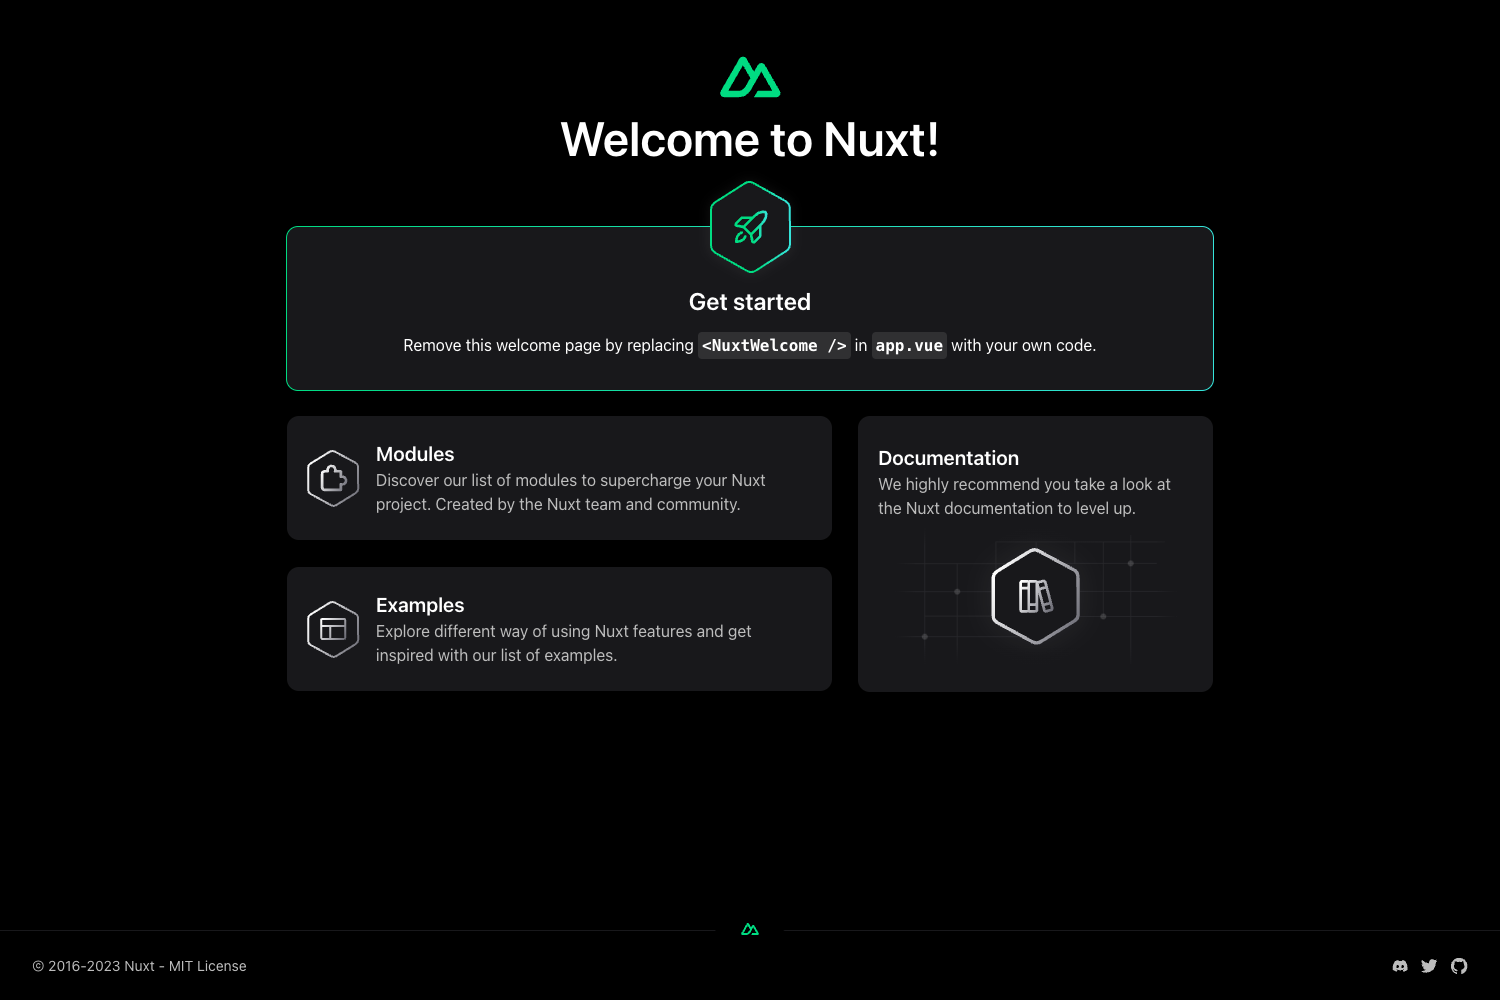 Welcome to Nuxt!
Get started
Remove this welcome page by replacing <NuxtWelcome /> in app.vue with your own code.
Modules
Discover our list of modules to supercharge your Nuxt
project. Created by the Nuxt team and community.
Examples
Explore different way of using Nuxt features and get
inspired with our list of examples.
Documentation
We highly recommend you take a look at
the Nuxt documentation to level up.
© 2016-2023 Nuxt - MIT License